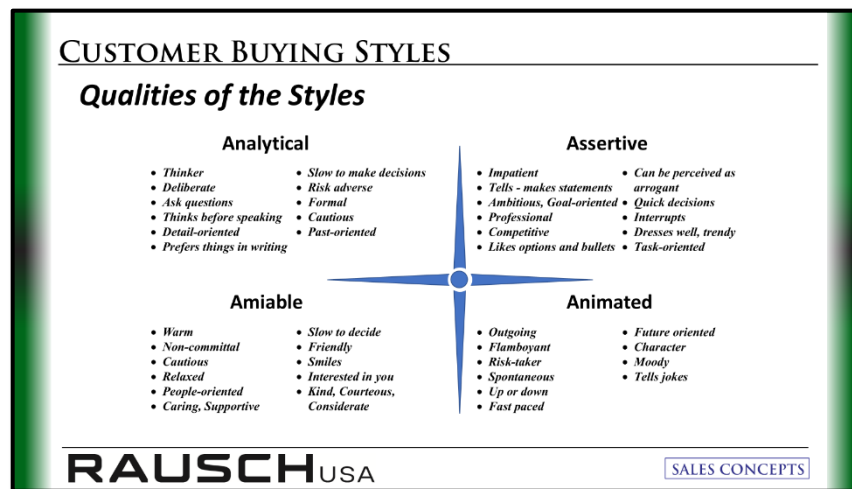 CUSTOMER BUYING STYLES
Qualities of the Styles
Analytical
• Thinker
• Deliberate
• Ask questions
• Thinks before speaking
• Detail-oriented
• Prefers things in writing
• Slow to make decisions
• Risk adverse
• Formal
• Cautious
• Past-oriented
Assertive
• Impatient
• Tells - makes statements
• Ambitious, Goal-oriented
• Professional
• Competitive
• Likes options and bullets
• Can be perceived as
arrogant
• Quick decisions
• Interrupts
• Dresses well, trendy
• Task-oriented
Amiable
• Warm
• Non-committal
• Cautious
• Relaxed
• People-oriented
• Caring, Supportive
• Slow to decide
• Friendly
• Smiles
• Interested in you
• Kind, Courteous,
Considerate
Animated
• Outgoing
• Flamboyant
• Risk-taker
• Spontaneous
• Up or down
• Fast paced
• Future oriented
• Character
• Moody
• Tells jokes
RAUSCH USA
SALES CONCEPTS